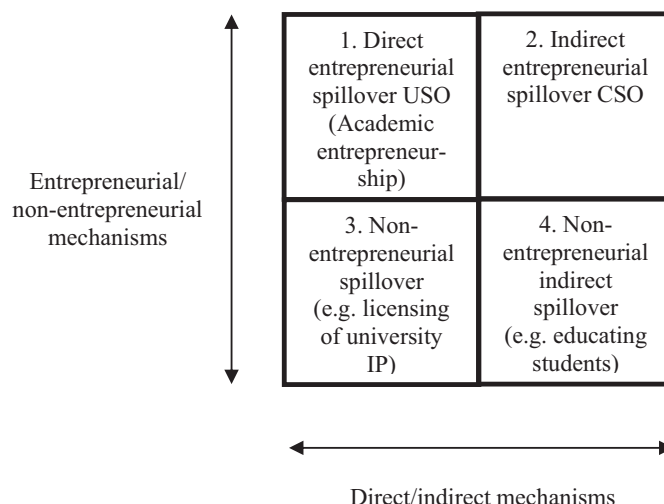 1. Direct
entrepreneurial
spillover USO
(Academic
entrepreneur-
ship)
2. Indirect
entrepreneurial
spillover CSO
Entrepreneurial/
non-entrepreneurial
mechanisms
3. Non-
entrepreneurial
spillover
(e.g. licensing
of university
IP)
4. Non-
entrepreneurial
indirect
spillover
(e.g. educating
students)
Direct/indirect mechanisms